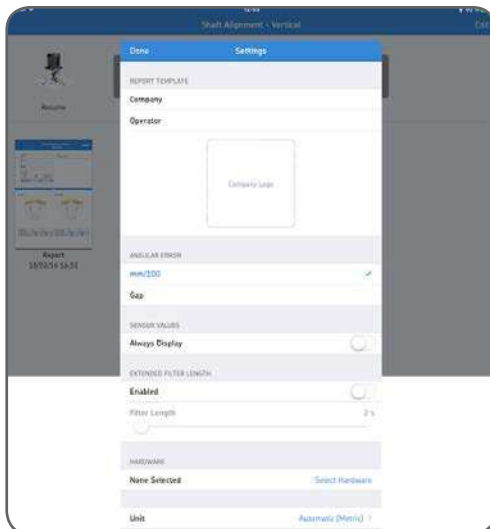 Shaft Alignment - Vertical
Edit
Done
Settings
REPORT TEMPLATE
Company
Operator
Company Logo
Resume
Report
ANGULAR ERROR
mm/100
Gap
SENSOR VALUES
Always Display
EXTENDED FILTER LENGTH
Enabled
Filter Length
2 s
HARDWARE
None Selected
Select Hardware
Unit
Automatic (Metric)